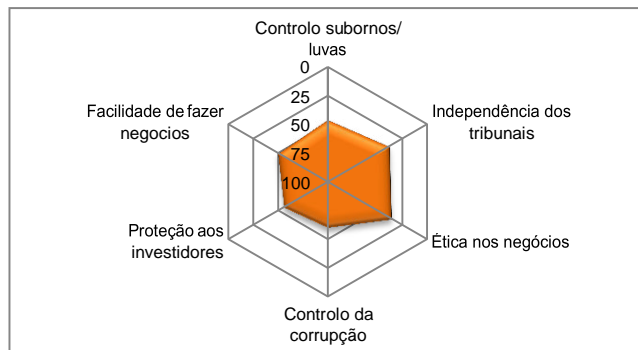 Controlo subornos/
luvas
0
25
50
75
100
Facilidade de fazer
negocios
Independência dos
tribunais
Proteção aos
investidores
Ética nos negócios
Controlo da
corrupção